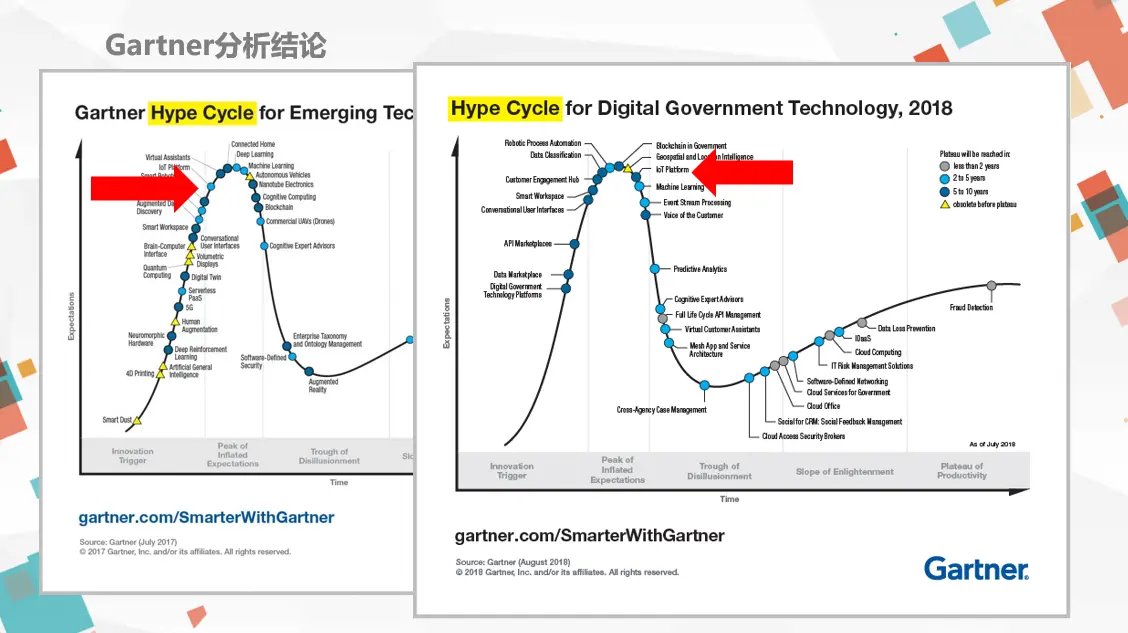 Gartner分析结论
Gartner Hype Cycle for Emerging Tec
Connected Home
Deep Learning
Virtual Assistants
Machine Learning
IoT Platform
Autonomous Vehicles
Nanotube Electronics
Cognitive Computing
Blockchain
Augmented Da
Discovery
Commercial UAVs (Drones)
Smart Workspace
Conversational
User Interfaces
Brain-Computer
Interface
Cognitive Expert Advisors
Volumetric
Displays
Quantum
Computing
Digital Twin
Serverless
PaaS
5G
Human
Augmentation
Neuromorphic
Hardware
Enterprise Taxonomy
and Ontology Management
Deep Reinforcement
Learning
Software-Defined
Security
Artificial General
Intelligence
4D Printing
Augmented
Reality
Smart Dust
Expectations
Innovation
Trigger
Peak of
Inflated
Expectations
Trough of
Disillusionment
Slo
Time
gartner.com/SmarterWithGartner
Source: Gartner (July 2017)
© 2017 Gartner, Inc. and/or its affiliates. All rights reserved.
Hype Cycle for Digital Government Technology, 2018
Robotic Process Automation
Blockchain in Government
Data Classification
Geospatial and Location Intelligence
IoT Platform
Customer Engagement Hub
Machine Learning
Smart Workspace
Event Stream Processing
Conversational User Interfaces
Voice of the Customer
API Marketplaces
Predictive Analytics
Data Marketplace
Digital Government
Technology Platforms
Cognitive Expert Advisors
Full Life Cycle API Management
Virtual Customer Assistants
Mesh App and Service
Architecture
Cross-Agency Case Management
Fraud Detection
Data Loss Prevention
IDaaS
Cloud Computing
IT Risk Management Solutions
Software-Defined Networking
Cloud Services for Government
Cloud Office
Social for CRM: Social Feedback Management
Cloud Access Security Brokers
Plateau will be reached in:
less than 2 years
2 to 5 years
5 to 10 years
obsolete before plateau
As of July 2018
Expectations
Innovation
Trigger
Peak of
Inflated
Expectations
Trough of
Disillusionment
Slope of Enlightenment
Plateau of
Productivity
Time
gartner.com/SmarterWithGartner
Source: Gartner (August 2018)
© 2018 Gartner, Inc. and/or its affiliates. All rights reserved.
Gartner.